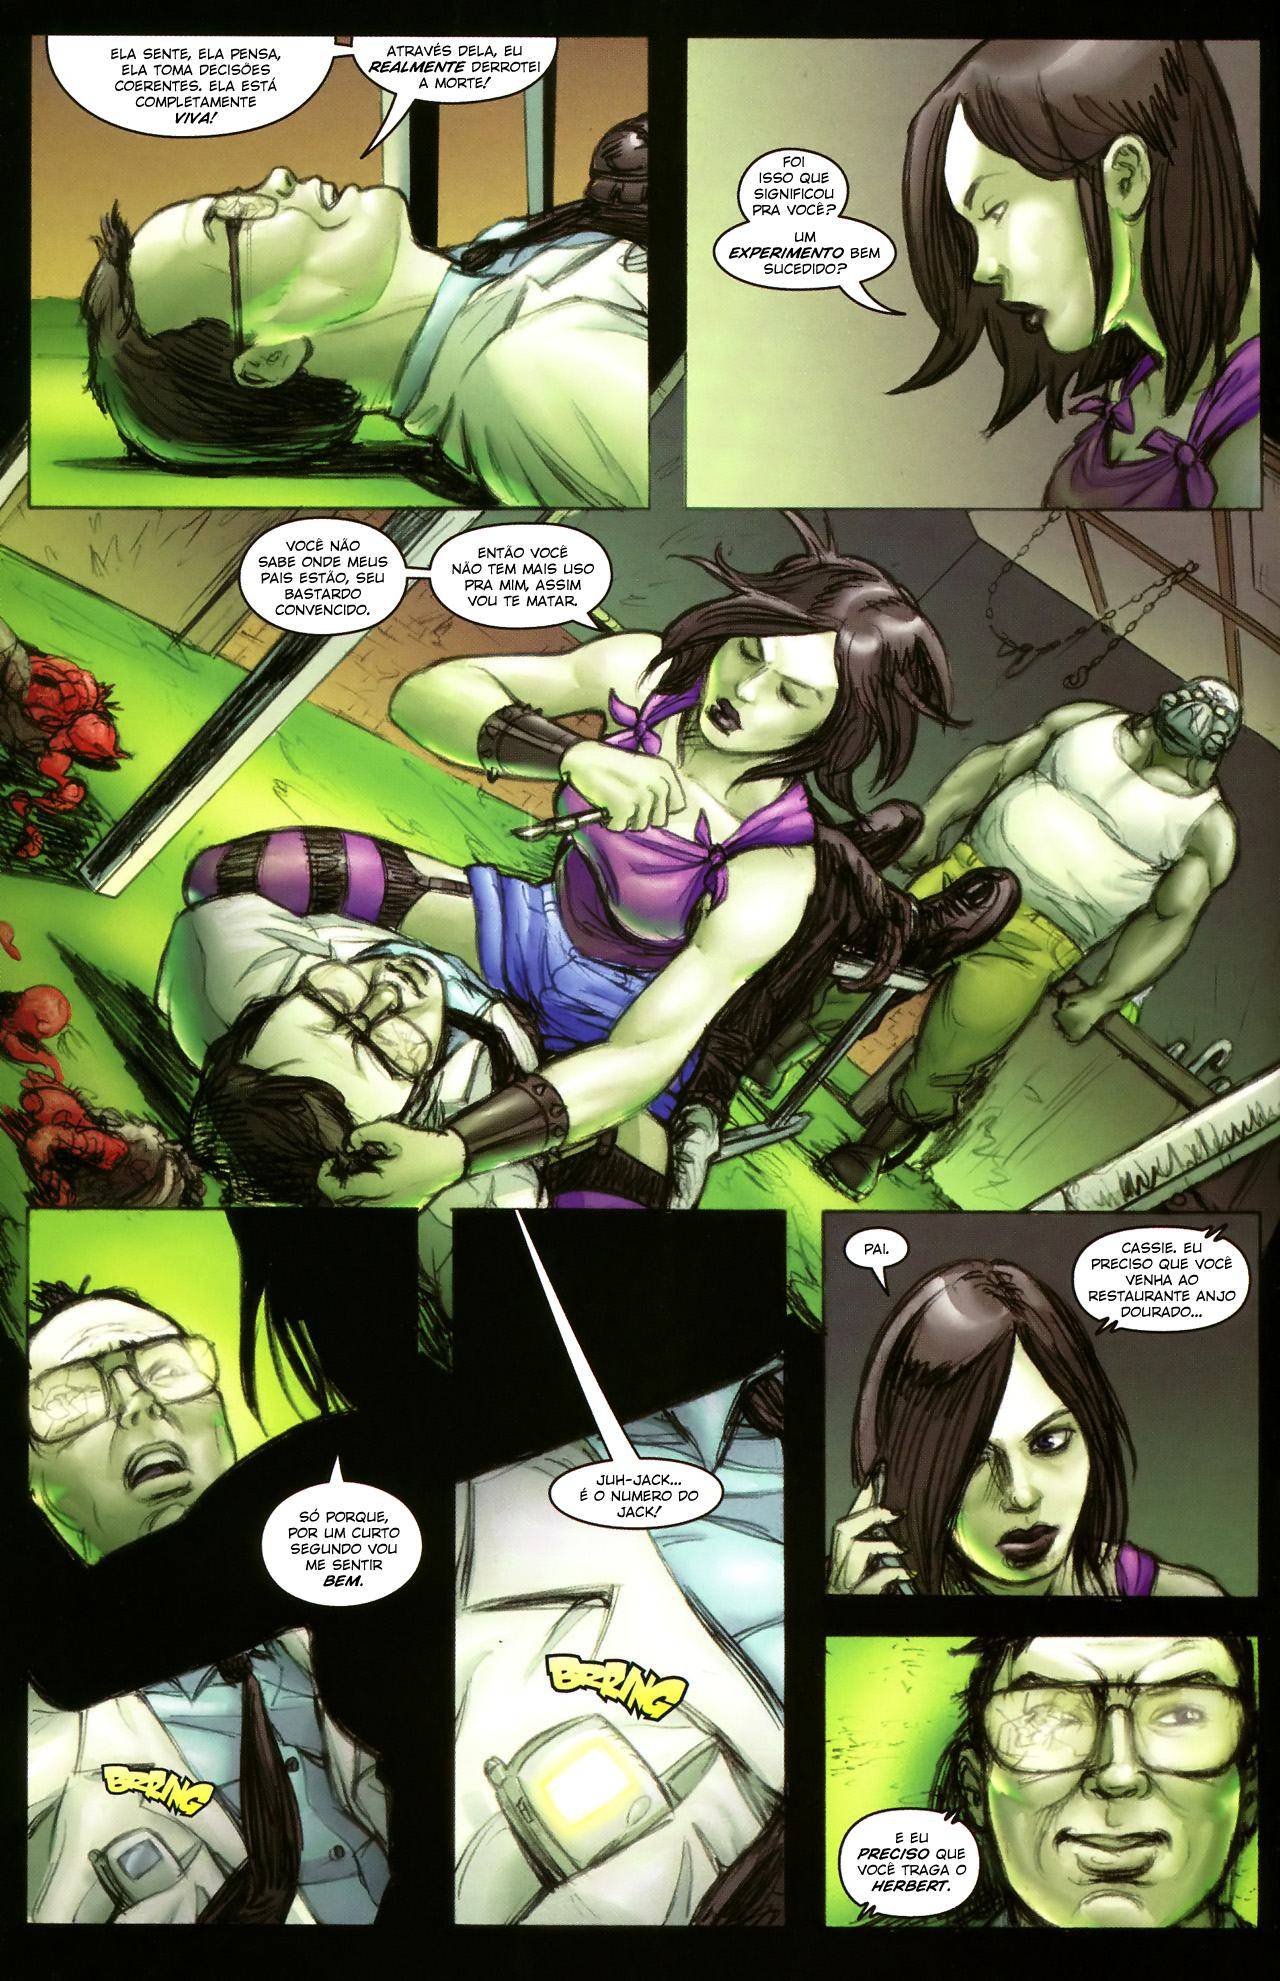 ELA SENTE, ELA PENSA,
ELA TOMA DECISÕES
COERENTES. ELA ESTÁ
COMPLETAMENTE
VIVA!
ATRAVÉS DELA, EU
REALMENTE DERROTEI
A MORTE!
FOI
ISSO QUE
SIGNIFICOU
PRA VOCÊ?
UM
EXPERIMENTO BEM
SUCEDIDO?
VOCÊ NÃO
SABE ONDE MEUS
PAIS ESTÃO, SEU
BASTARDO
CONVENCIDO.
ENTÃO VOCÊ
NÃO TEM MAIS USO
PRA MIM, ASSIM
VOU TE MATAR.
SÓ PORQUE,
POR UM CURTO
SEGUNDO VOU
ME SENTIR
BEM.
BRRING
JUH-JACK...
É O NUMERO DO
JACK!
BRRING
PAI.
CASSIE. EU
PRECISO QUE VOCÊ
VENHA AO
RESTAURANTE ANJO
DOURADO...
E EU
PRECISO QUE
VOCÊ TRAGA O
HERBERT.